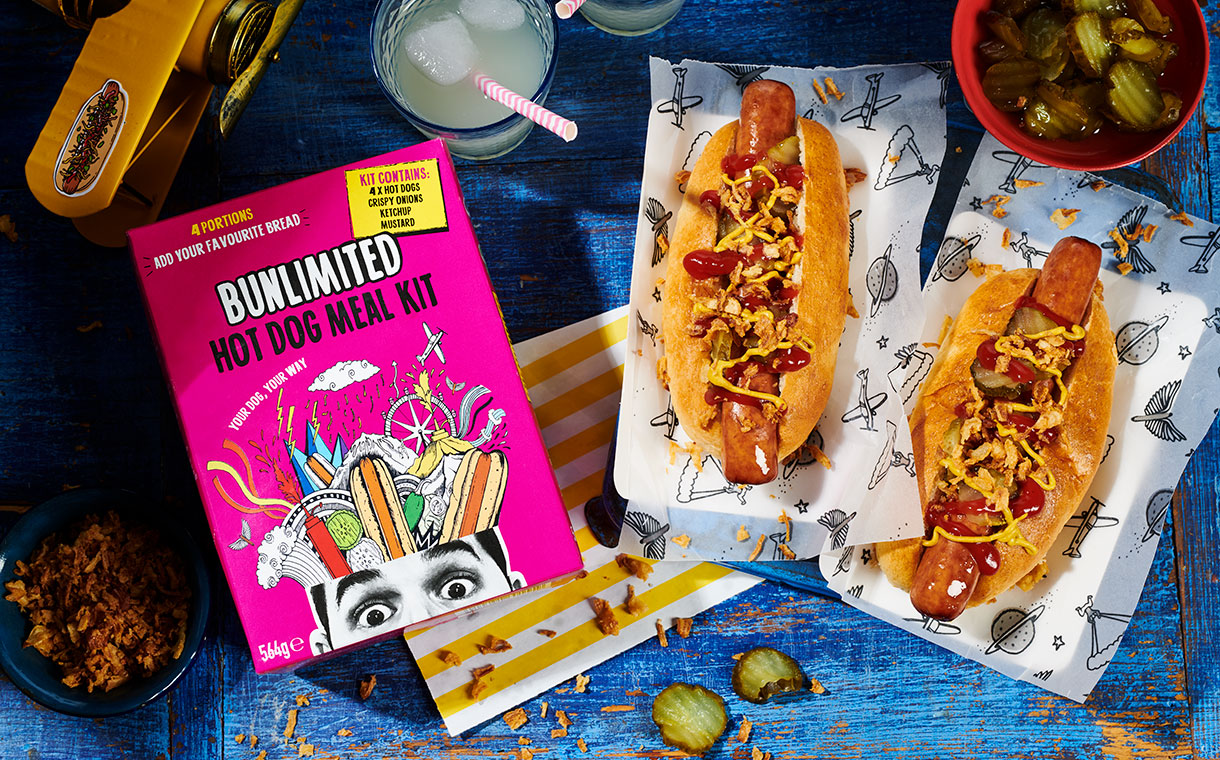 4 PORTIONS
ADD YOUR FAVOURITE BREAD
KIT CONTAINS:
4 X HOT DOGS
CRISPY ONIONS
KETCHUP
MUSTARD
BUNLIMITED
HOT DOG MEAL KIT
YOUR DOG, YOUR WAY
564g℮